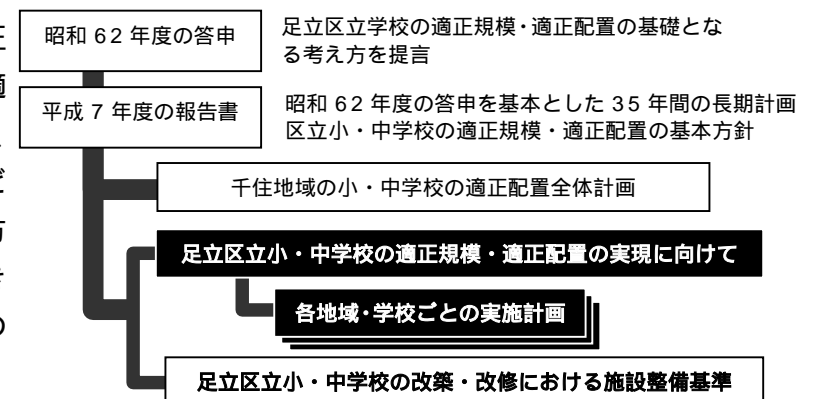 昭和 62 年度の答申
足立区立学校の適正規模・適正配置の基礎とな
る考え方を提言
平成 7 年度の報告書
昭和 62 年度の答申を基本とした 35 年間の長期計画
区立小・中学校の適正規模・適正配置の基本方針
千住地域の小・中学校の適正配置全体計画
足立区立小・中学校の適正規模・適正配置の実現に向けて
各地域・学校ごとの実施計画
足立区立小・中学校の改築・改修における施設整備基準